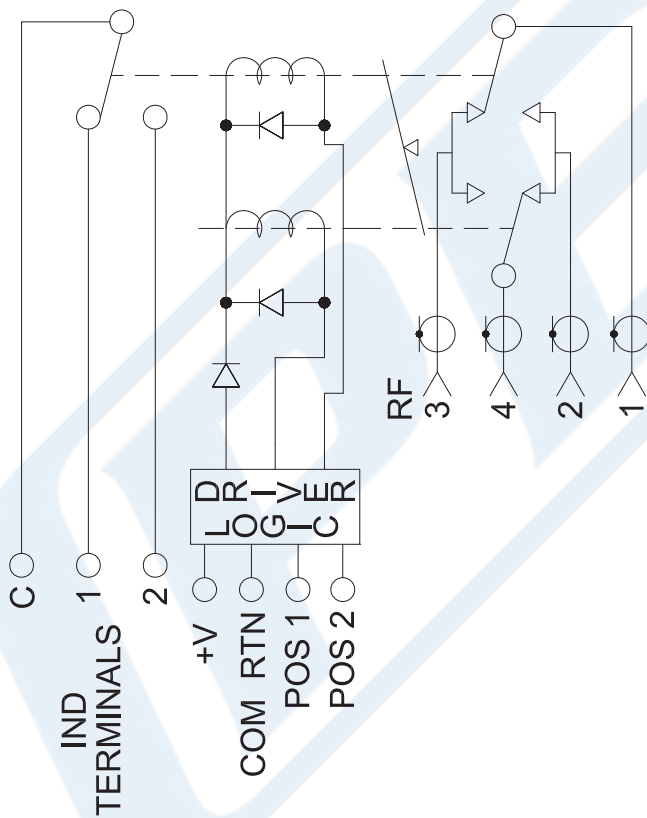 C
1
2
IND
TERMINALS
+V
COM RTN
POS 1
POS 2
LOGIC
DRIVER
RF
3
4
2
1